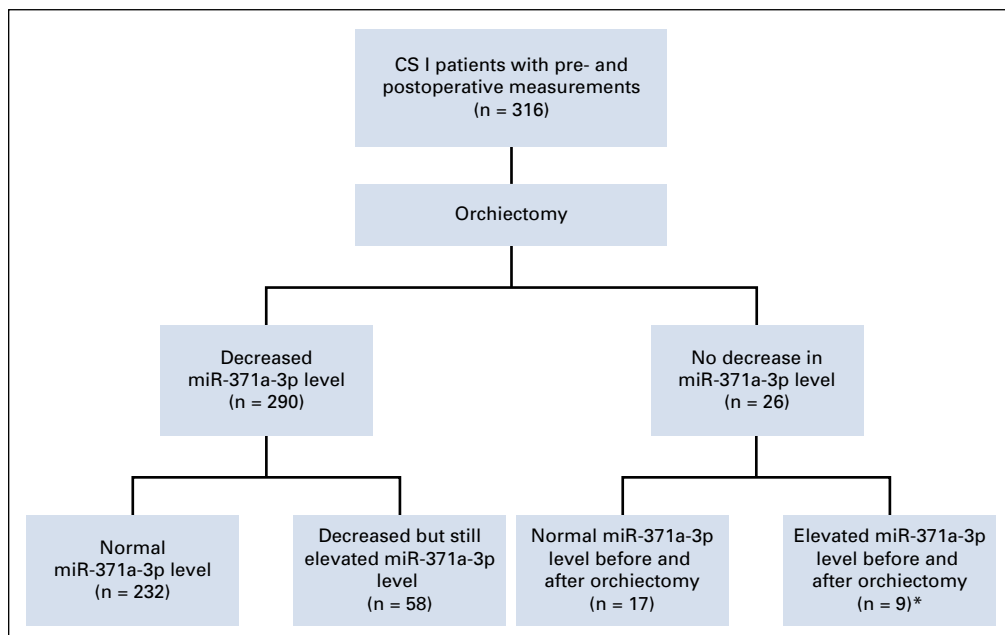 CS I patients with pre- and
postoperative measurements
(n = 316)
Orchiectomy
Decreased
miR-371a-3p level
(n = 290)
No decrease in
miR-371a-3p level
(n = 26)
Normal
miR-371a-3p level
(n = 232)
Decreased but still
elevated miR-371a-3p
level
(n = 58)
Normal miR-371a-3p
level before and
after orchiectomy
(n = 17)
Elevated miR-371a-3p
level before and
after orchiectomy
(n = 9)*